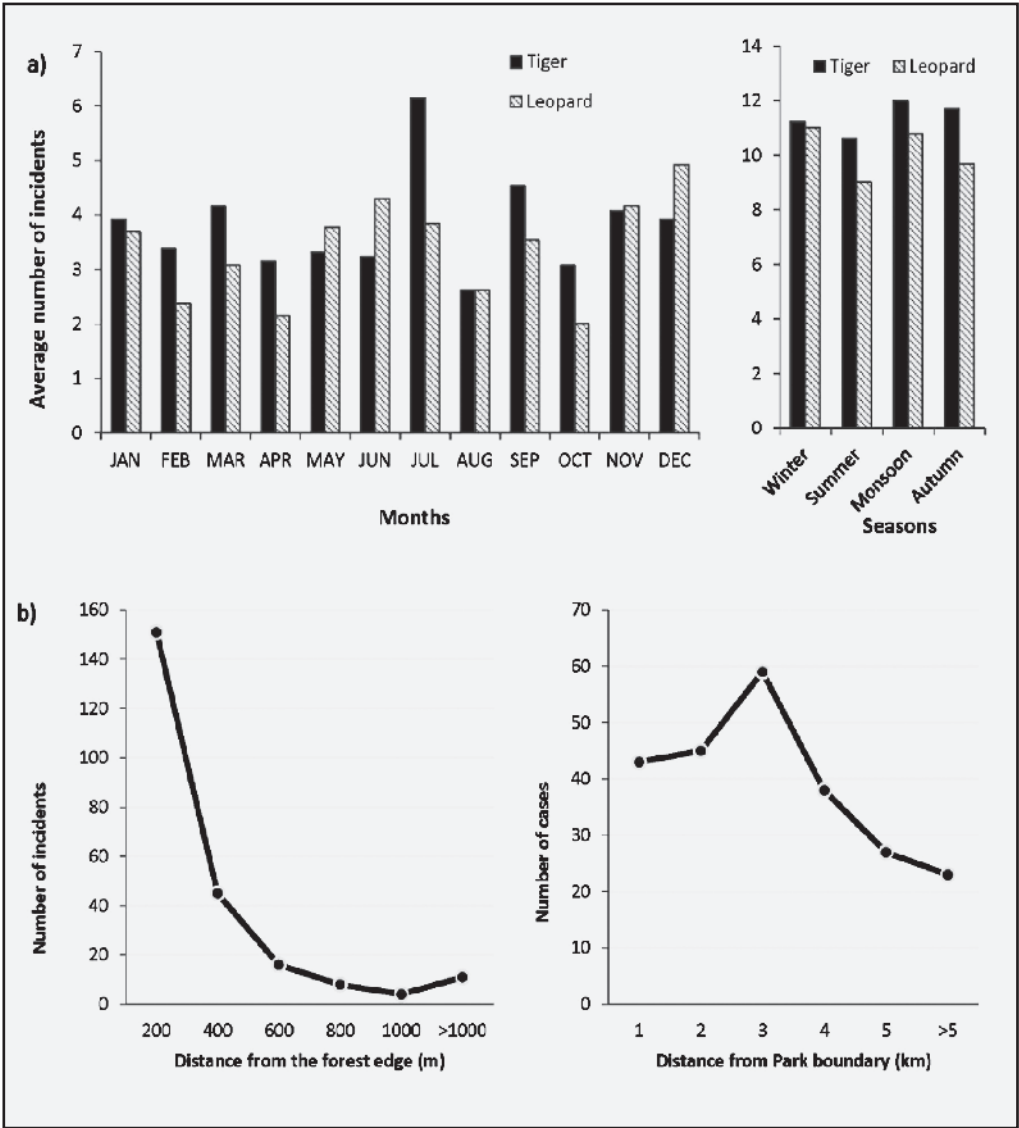 a)
Average number of incidents
7
6
5
4
3
2
1
0
Tiger
Leopard
JAN FEB MAR APR MAY JUN JUL AUG SEP OCT NOV DEC
Months
14
12
10
8
6
4
2
0
Tiger Leopard
Winter
Summer
Monsoon
Autumn
Seasons
b)
Number of incidents
160
140
120
100
80
60
40
20
0
200 400 600 800 1000 >1000
Distance from the forest edge (m)
Number of cases
70
60
50
40
30
20
10
0
1 2 3 4 5 >5
Distance from Park boundary (km)